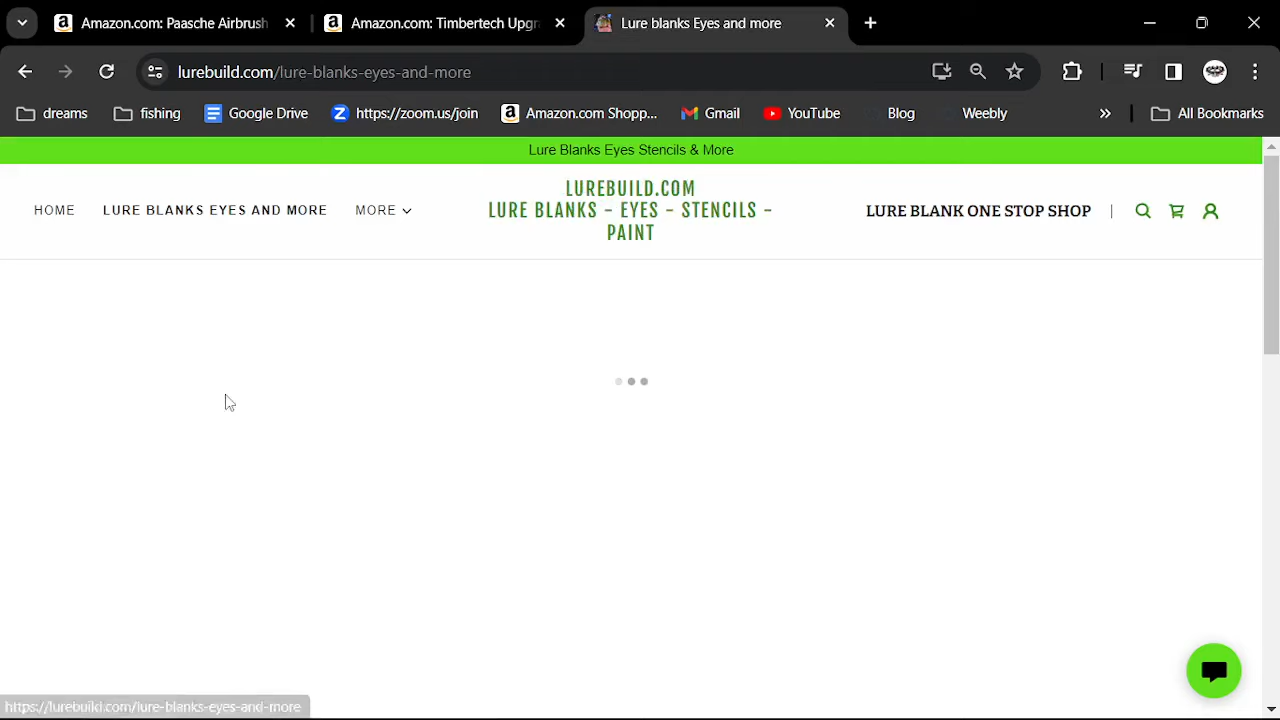 Amazon.com: Paasche Airbrush
Amazon.com: Timbertech Upgr
Lure blanks Eyes and more
lurebuild.com/lure-blanks-eyes-and-more
dreams
fishing
Google Drive
https://zoom.us/join
Amazon.com Shopp...
Gmail
YouTube
Blog
Weebly
All Bookmarks
Lure Blanks Eyes Stencils & More
HOME
LURE BLANKS EYES AND MORE
MORE
LUREBUILD.COM
LURE BLANKS - EYES - STENCILS -
PAINT
LURE BLANK ONE STOP SHOP
https://lurebuild.com/lure-blanks-eyes-and-more